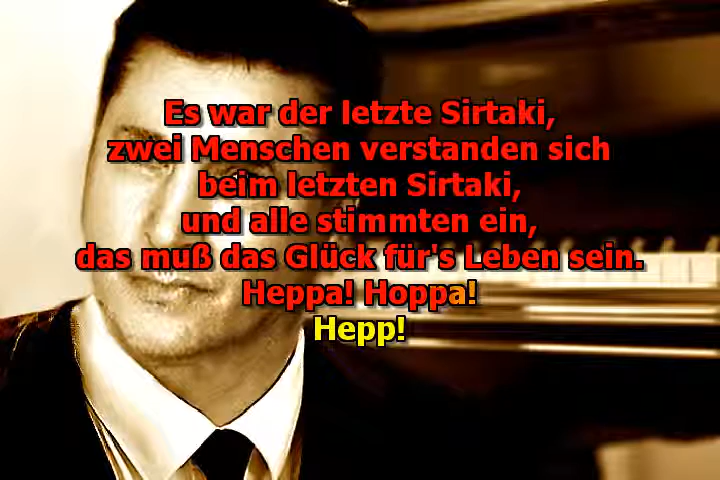 Es war der letzte Sirtaki,
zwei Menschen verstanden sich
beim letzten Sirtaki,
und alle stimmten ein,
das muß das Glück für's Leben sein.
Heppa! Hoppa!
Hepp!